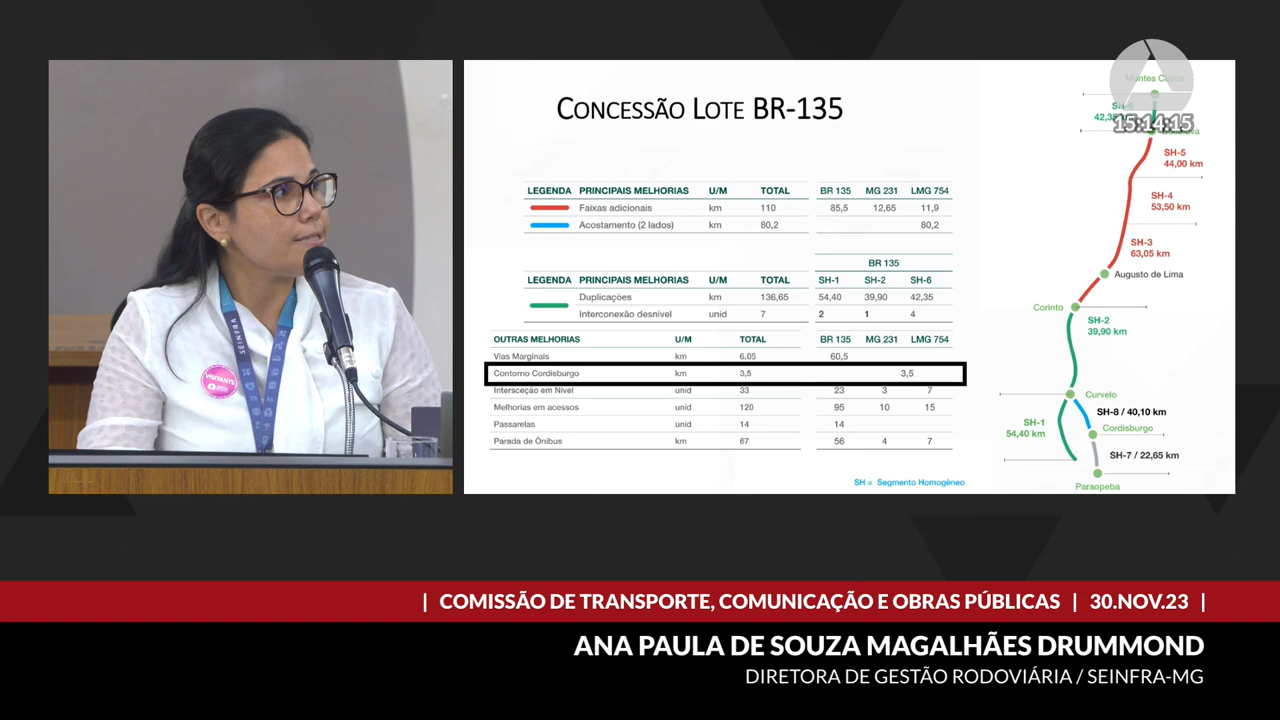 CONCESSÃO LOTE BR-135
LEGENDA PRINCIPAIS MELHORIAS U/M TOTAL BR 135 MG 231 LMG 754
Faixas adicionais km 110 85,5 12,65 11,9
Acostamento (2 lados) km 80,2 80,2
BR 135
LEGENDA PRINCIPAIS MELHORIAS U/M TOTAL SH-1 SH-2 SH-6
Duplicações km 136,65 54,40 39,90 42,35
Interconexão desnível unid 7 2 1 4
OUTRAS MELHORIAS U/M TOTAL BR 135 MG 231 LMG 754
Vias Marginais km 6,05 60,5
Contorno Cordisburgo km 3,5 3,5
Intersceção em Nível unid 33 23 3 7
Melhorias em acessos unid 120 95 10 15
Passarelas unid 14 14
Parada de Ônibus km 67 56 4 7
SH = Segmento Homogêneo
Montes
15:14:15
SH-5
44,00 km
SH-4
53,50 km
SH-3
63,05 km
Augusto de Lima
Corinto
SH-2
39,90 km
Curvelo
SH-8 / 40,10 km
SH-1
54,40 km
Cordisburgo
SH-7 / 22,65 km
Paraopeba
SEINFRA
VISITANTE
| COMISSÃO DE TRANSPORTE, COMUNICAÇÃO E OBRAS PÚBLICAS | 30.NOV.23 |
ANA PAULA DE SOUZA MAGALHÃES DRUMMOND
DIRETORA DE GESTÃO RODOVIÁRIA / SEINFRA-MG